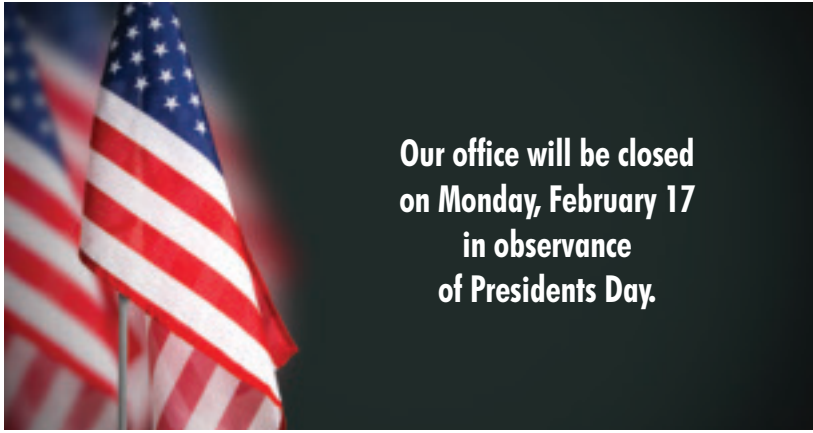 Our office will be closed
on Monday, February 17
in observance
of Presidents Day.